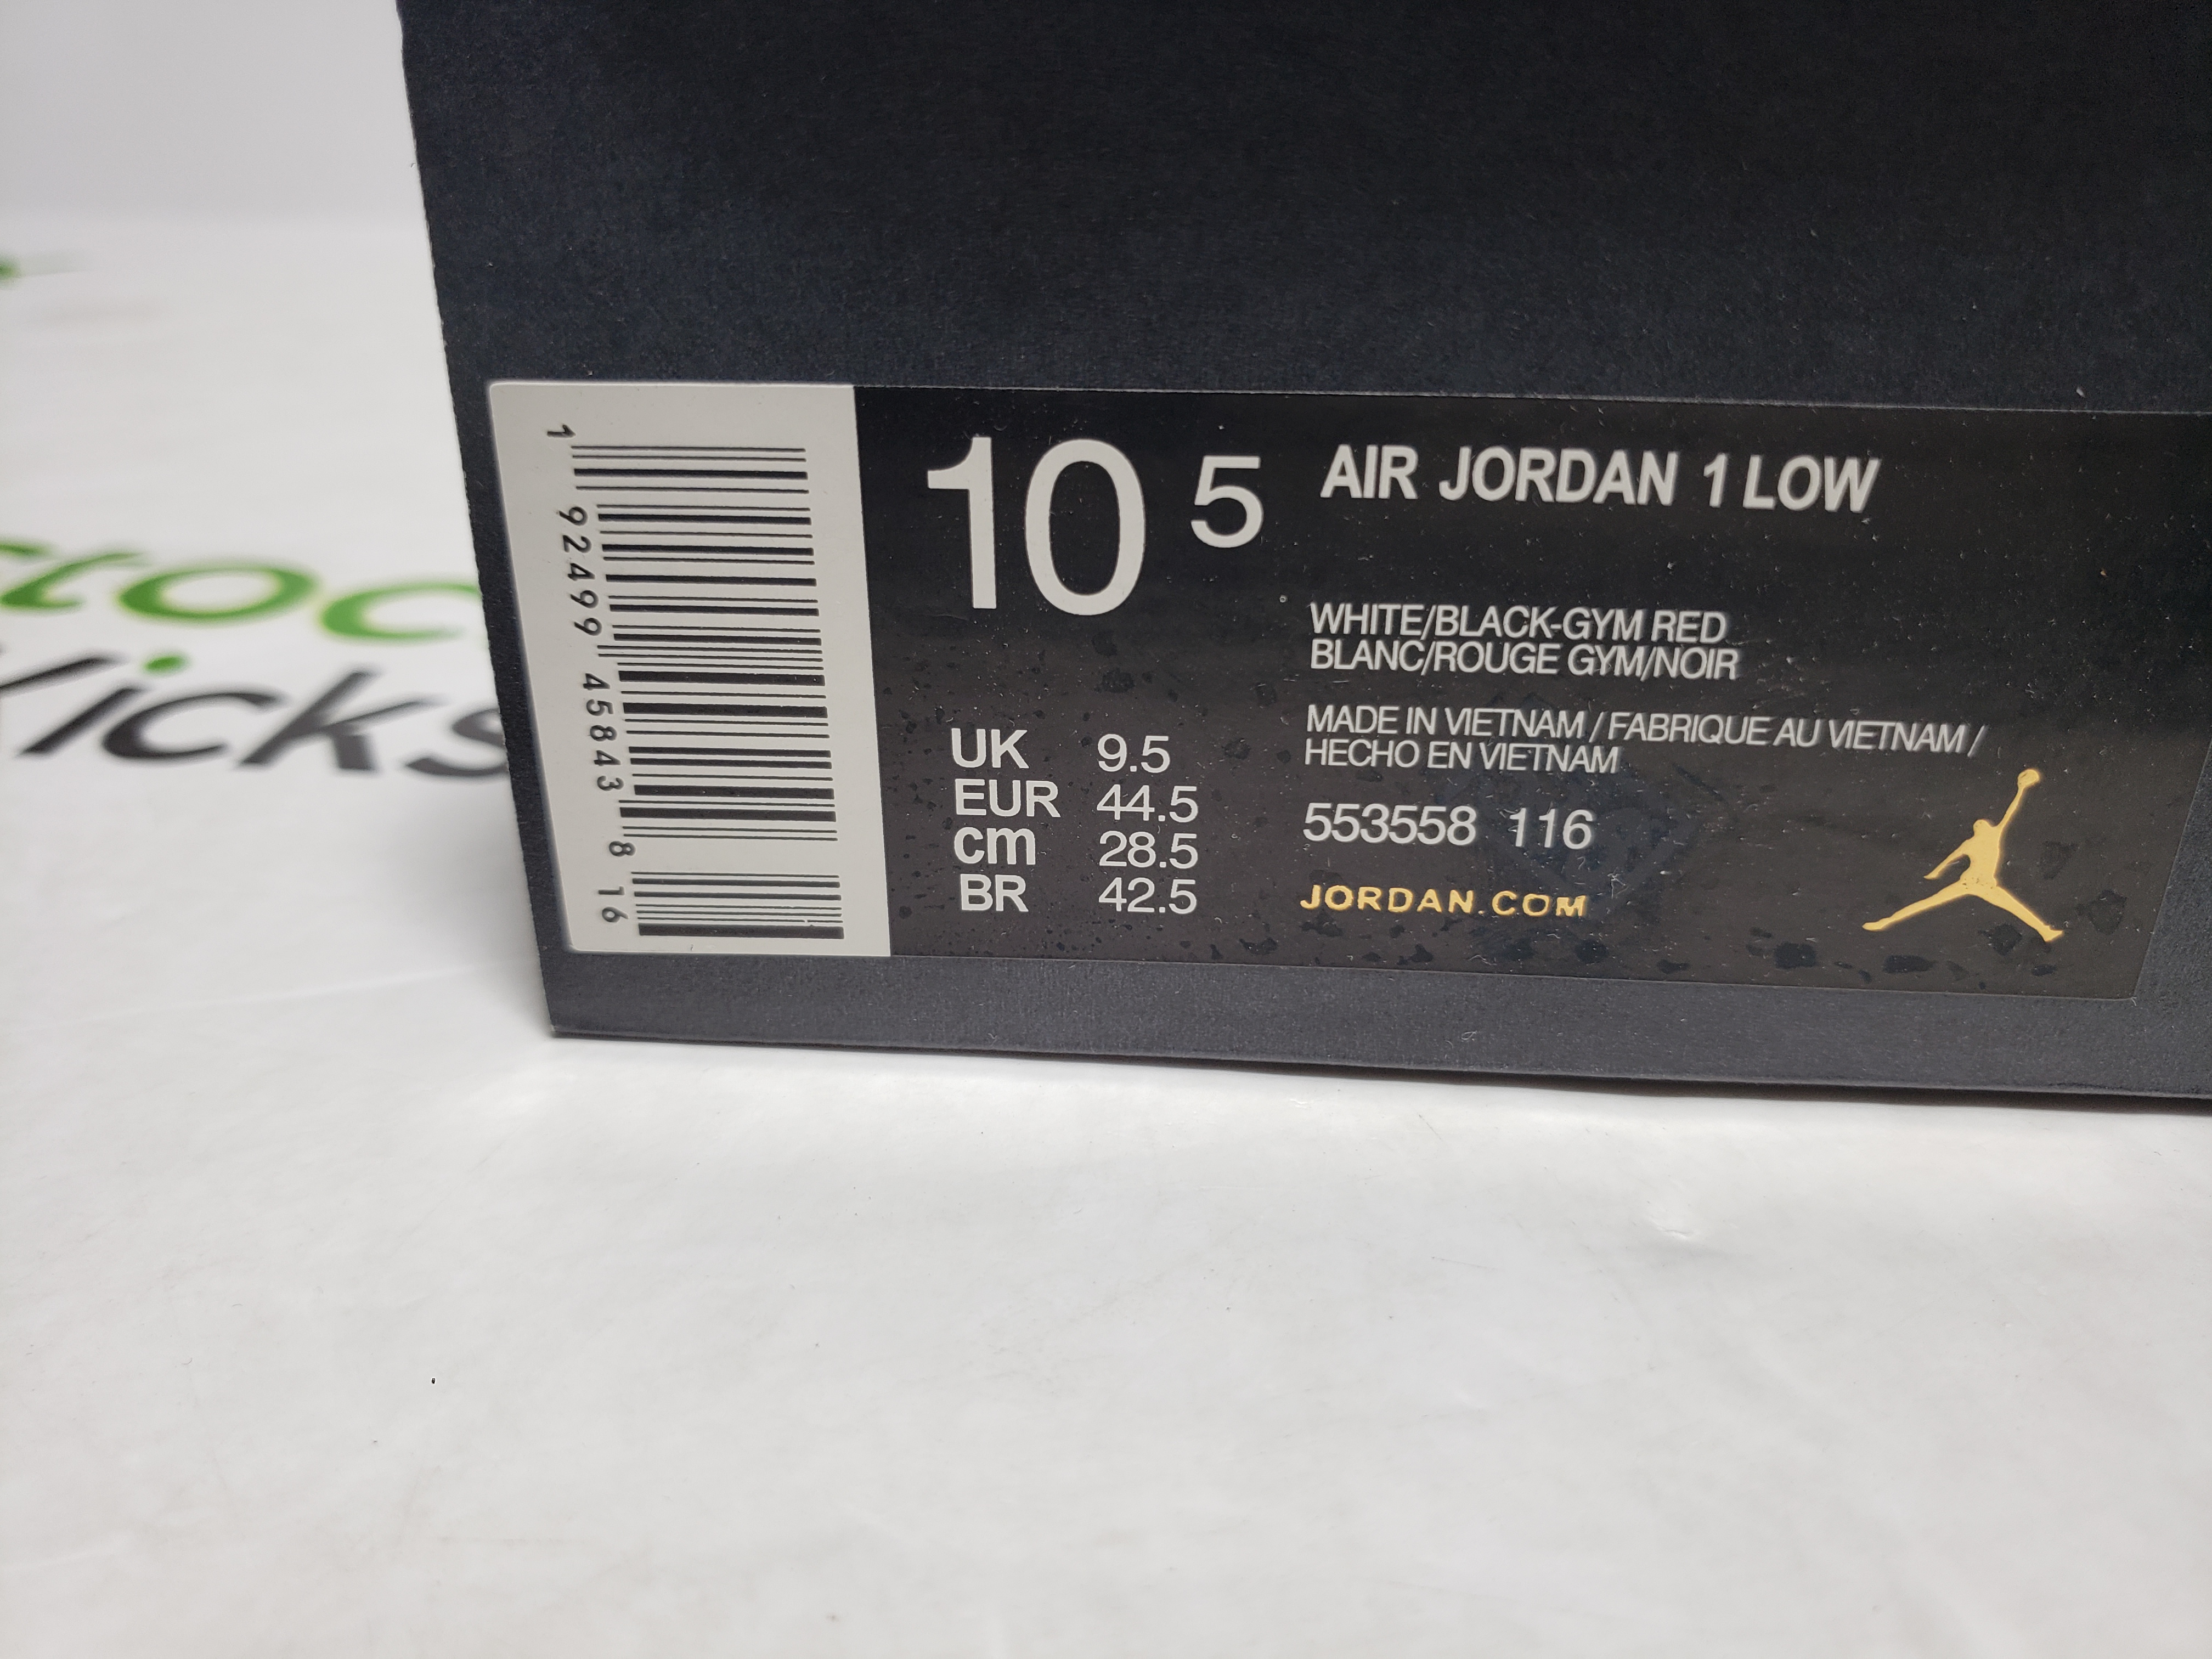 1 92499 45843 8 16
10 5
AIR JORDAN 1 LOW
WHITE/BLACK-GYM RED
BLANC/ROUGE GYM/NOIR
MADE IN VIETNAM / FABRIQUE AU VIETNAM /
HECHO EN VIETNAM
UK 9.5
EUR 44.5
cm 28.5
BR 42.5
553558 116
JORDAN.COM